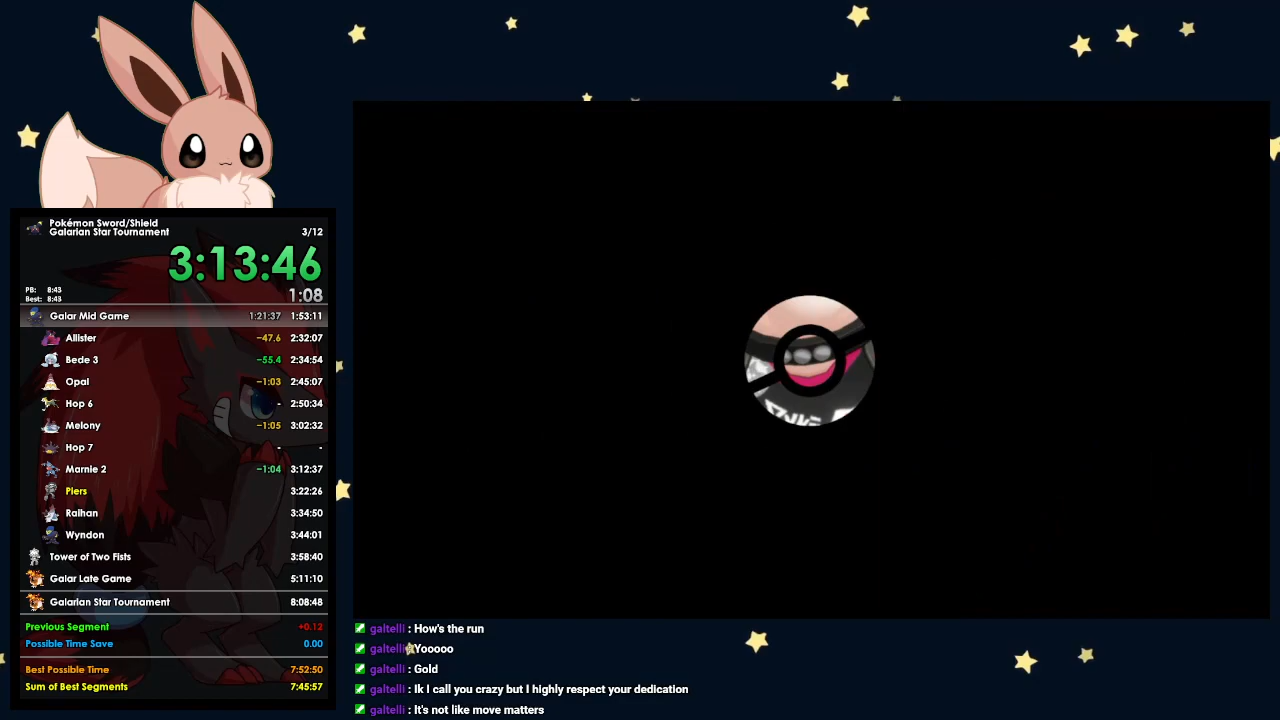 Pokémon Sword/Shield
Galarian Star Tournament 3/12
3:13:46
PB: 8:43
Best: 8:43
1:08
Galar Mid Game 1:21:37 1:53:11
Allister −47.6 2:32:07
Bede 3 −55.4 2:34:54
Opal −1:03 2:45:07
Hop 6 - 2:50:34
Melony −1:05 3:02:32
Hop 7 - -
Marnie 2 −1:04 3:12:37
Piers 3:22:26
Raihan 3:34:50
Wyndon 3:44:01
Tower of Two Fists 3:58:40
Galar Late Game 5:11:10
Galarian Star Tournament 8:08:48
Previous Segment +0.12
Possible Time Save 0.00
Best Possible Time 7:52:50
Sum of Best Segments 7:45:57
galtelli : How's the run
galtelli : Yooooo
galtelli : Gold
galtelli : Ik I call you crazy but I highly respect your dedication
galtelli : It's not like move matters